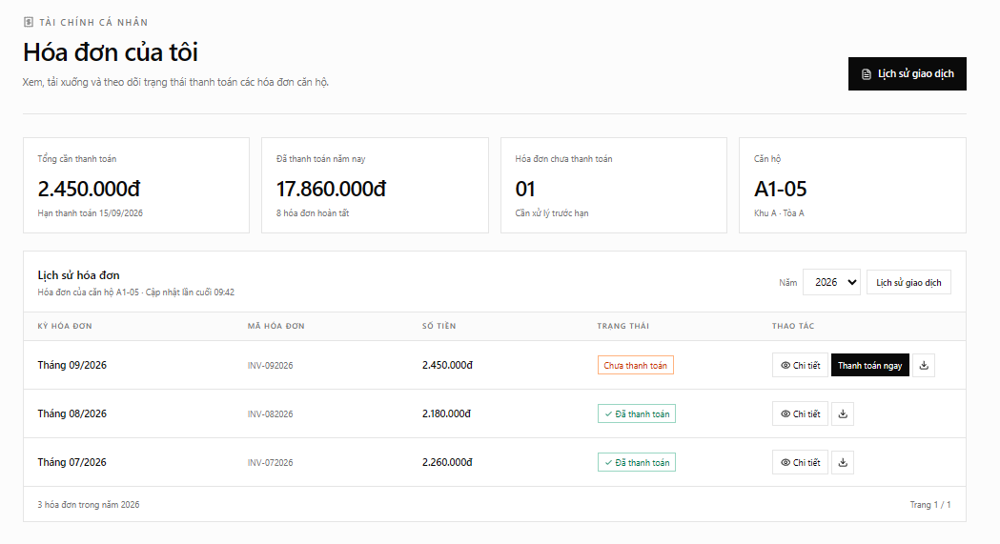 TÀI CHÍNH CÁ NHÂN
Hóa đơn của tôi
Xem, tải xuống và theo dõi trạng thái thanh toán các hóa đơn căn hộ.
Lịch sử giao dịch
Tổng cần thanh toán
2.450.000đ
Hạn thanh toán 15/09/2026
Đã thanh toán năm nay
17.860.000đ
8 hóa đơn hoàn tất
Hóa đơn chưa thanh toán
01
Cần xử lý trước hạn
Căn hộ
A1-05
Khu A · Tòa A
Lịch sử hóa đơn
Hóa đơn của căn hộ A1-05 · Cập nhật lần cuối 09:42
Năm 2026 Lịch sử giao dịch
KỲ HÓA ĐƠN MÃ HÓA ĐƠN SỐ TIỀN TRẠNG THÁI THAO TÁC
Tháng 09/2026 INV-092026 2.450.000đ Chưa thanh toán Chi tiết Thanh toán ngay
Tháng 08/2026 INV-082026 2.180.000đ Đã thanh toán Chi tiết
Tháng 07/2026 INV-072026 2.260.000đ Đã thanh toán Chi tiết
3 hóa đơn trong năm 2026 Trang 1 / 1